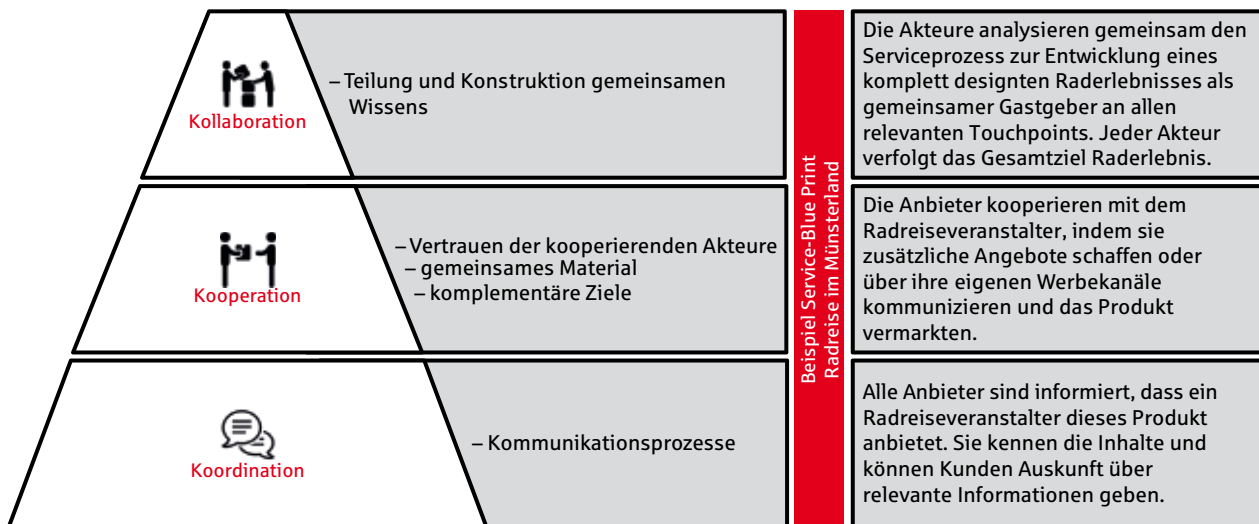 Kollaboration
– Teilung und Konstruktion gemeinsamen
Wissens
Die Akteure analysieren gemeinsam den
Serviceprozess zur Entwicklung eines
komplett designten Raderlebnisses als
gemeinsamer Gastgeber an allen
relevanten Touchpoints. Jeder Akteur
verfolgt das Gesamtziel Raderlebnis.
Kooperation
– Vertrauen der kooperierenden Akteure
– gemeinsames Material
– komplementäre Ziele
Beispiel Service-Blue Print
Radreise im Münsterland
Die Anbieter kooperieren mit dem
Radreiseveranstalter, indem sie
zusätzliche Angebote schaffen oder
über ihre eigenen Werbekanäle
kommunizieren und das Produkt
vermarkten.
Koordination
– Kommunikationsprozesse
Alle Anbieter sind informiert, dass ein
Radreiseveranstalter dieses Produkt
anbietet. Sie kennen die Inhalte und
können Kunden Auskunft über
relevante Informationen geben.